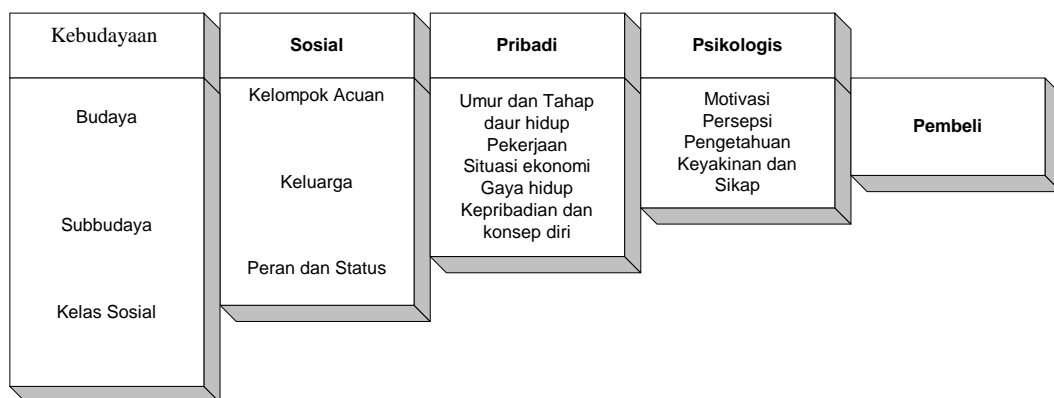 Kebudayaan
Budaya
Subbudaya
Kelas Sosial
Sosial
Kelompok Acuan
Keluarga
Peran dan Status
Pribadi
Umur dan Tahap
daur hidup
Pekerjaan
Situasi ekonomi
Gaya hidup
Kepribadian dan
konsep diri
Psikologis
Motivasi
Persepsi
Pengetahuan
Keyakinan dan
Sikap
Pembeli